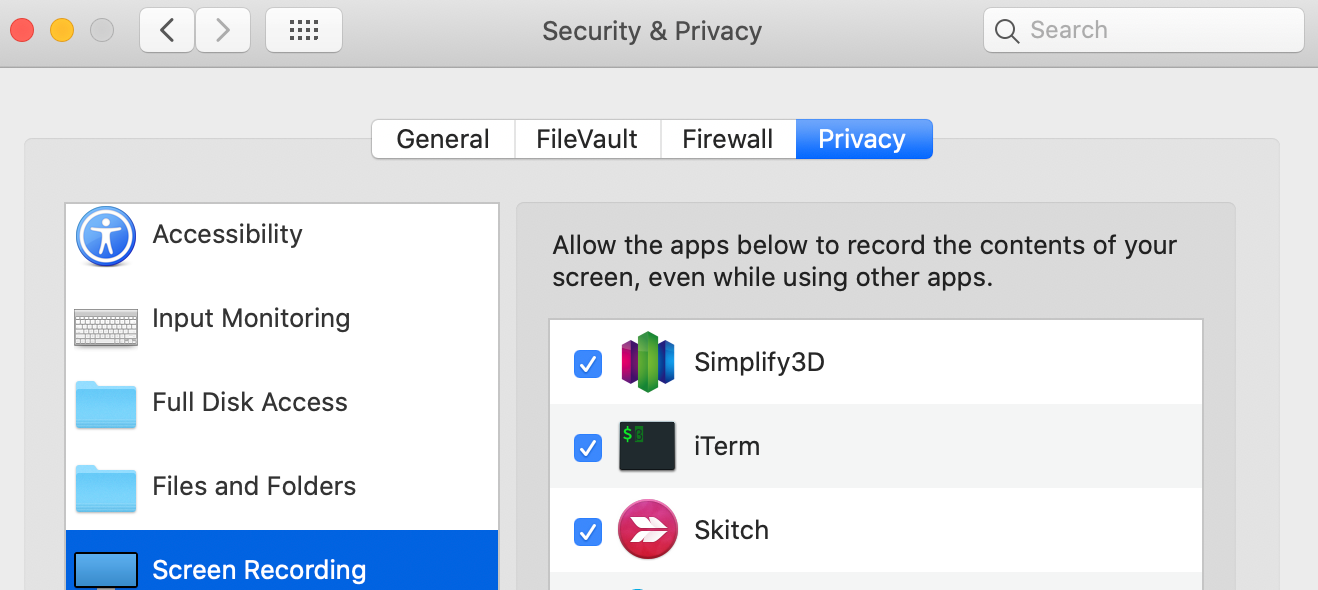 Security & Privacy
Search
General
FileVault
Firewall
Privacy
Accessibility
Input Monitoring
Full Disk Access
Files and Folders
Screen Recording
Allow the apps below to record the contents of your
screen, even while using other apps.
Simplify3D
$
iTerm
Skitch